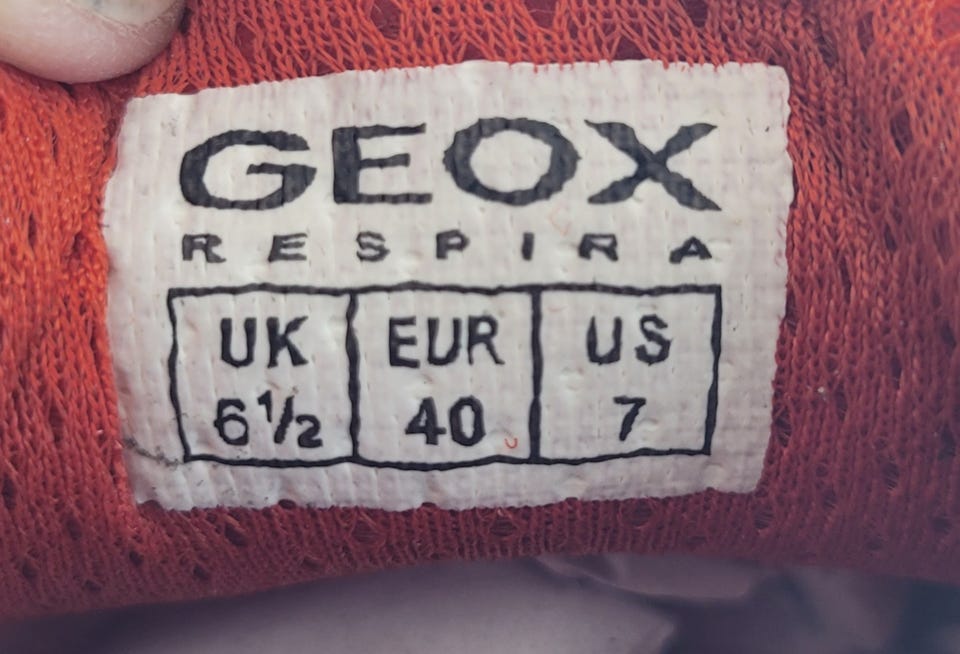 GEOX
RESPIRA
UK EUR US
6½ 40 7